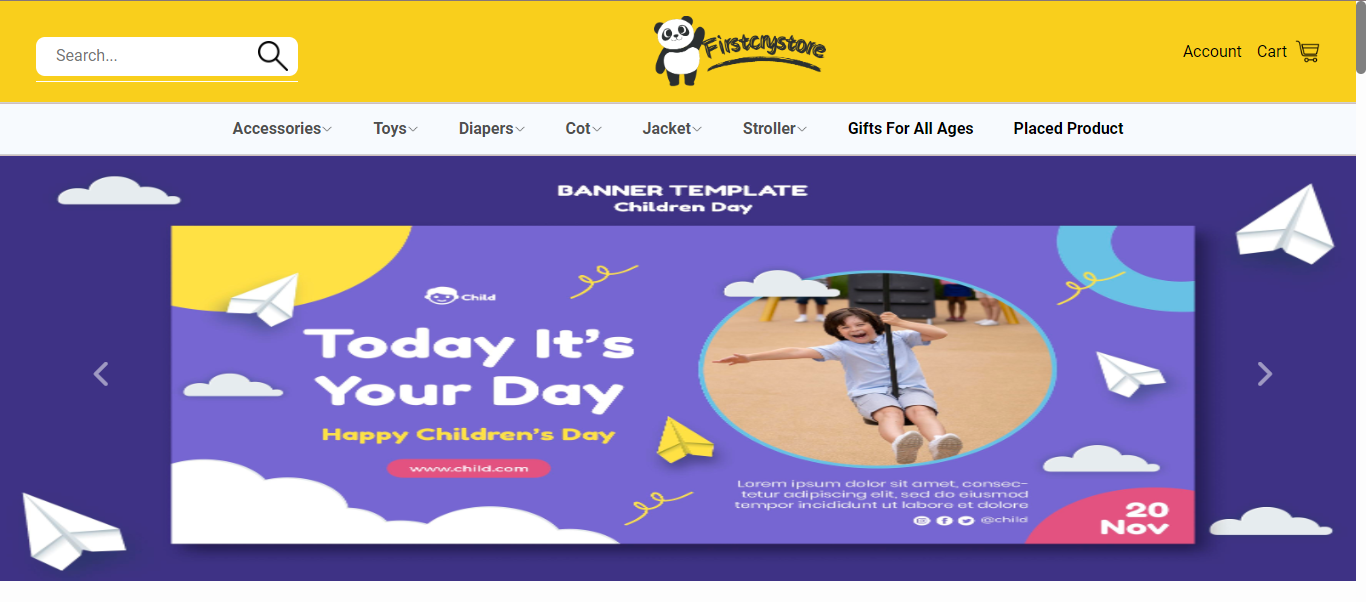 Search...
Firstcrystore
Account Cart
Accessories Toys Diapers Cot Jacket Stroller Gifts For All Ages Placed Product
BANNER TEMPLATE
Children Day
Child
Today It's
Your Day
Happy Children's Day
www.child.com
Lorem ipsum dolor sit amet, consec-
tetur adipiscing elit, sed do eiusmod
tempor incididunt ut labore et dolore
@child
20
Nov